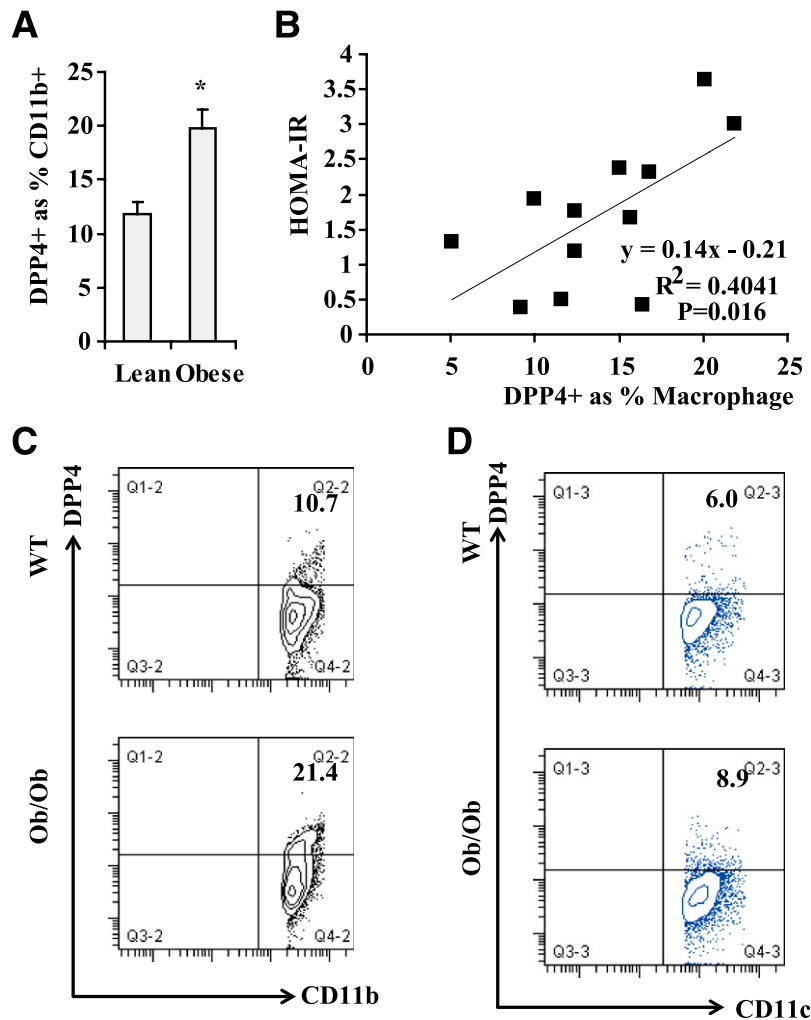 A
DPP4+ as % CD11b+
25
20
15
10
5
0
*
Lean Obese
B
HOMA-IR
4
3.5
3
2.5
2
1.5
1
0.5
0
y = 0.14x - 0.21
R2 = 0.4041
P=0.016
0 5 10 15 20 25
DPP4+ as % Macrophage
C
WT
DPP4
Q1-2 Q2-2
10.7
Q3-2 Q4-2
Ob/Ob
Q1-2 Q2-2
21.4
Q3-2 Q4-2
CD11b
D
WT
DPP4
Q1-3 6.0 Q2-3
Q3-3 Q4-3
Ob/Ob
Q1-3 Q2-3
8.9
Q3-3 Q4-3
CD11c